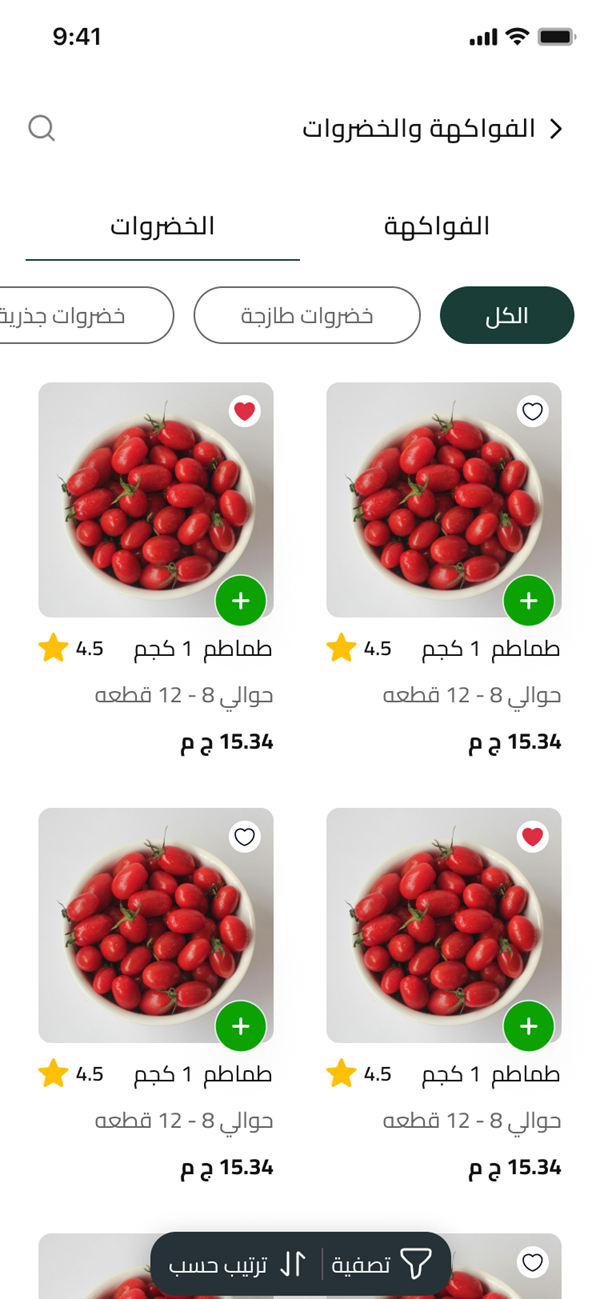 9:41
الفواكهة والخضروات
الفواكهة
الخضروات
الكل
خضروات طازجة
خضروات جذرية
طماطم 1 كجم 4.5
حوالي 8 - 12 قطعه
15.34 ج م
طماطم 1 كجم 4.5
حوالي 8 - 12 قطعه
15.34 ج م
طماطم 1 كجم 4.5
حوالي 8 - 12 قطعه
15.34 ج م
طماطم 1 كجم 4.5
حوالي 8 - 12 قطعه
15.34 ج م
تصفية
ترتيب حسب